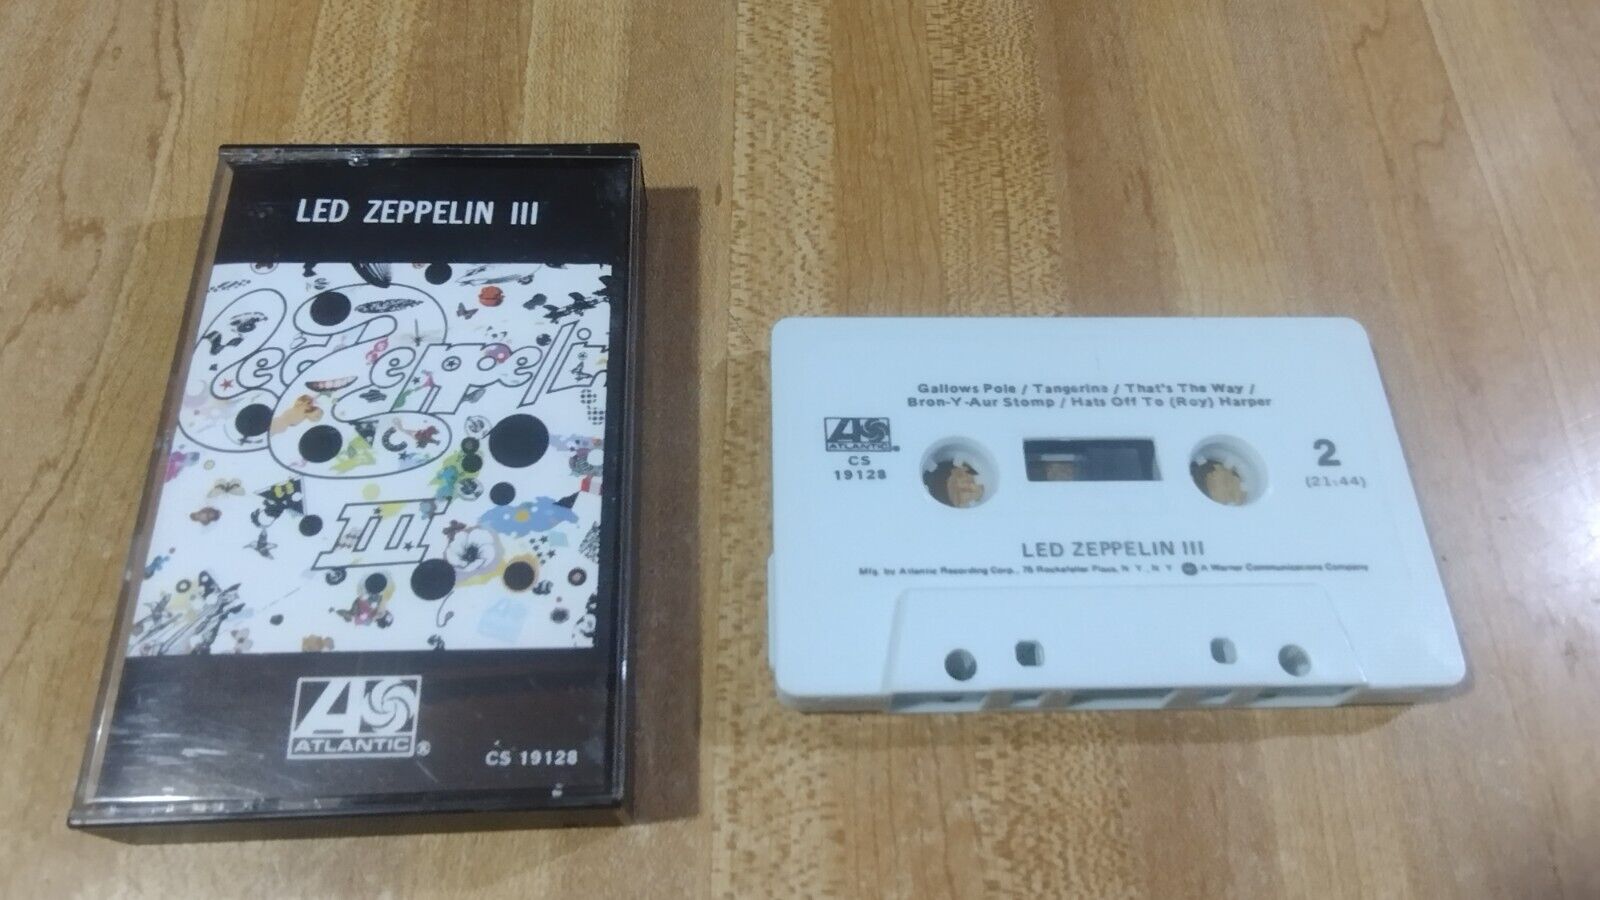 LED ZEPPELIN III
Led Zeppelin
III
ATLANTIC®
CS 19128
Gallows Pole / Tangerine / That's The Way /
Bron-Y-Aur Stomp / Hats Off To (Roy) Harper
ATLANTIC®
CS
19128
2
(21:44)
LED ZEPPELIN III
Mfg. by Atlantic Recording Corp., 75 Rockefeller Plaza, N.Y., N.Y. A Warner Communications Company